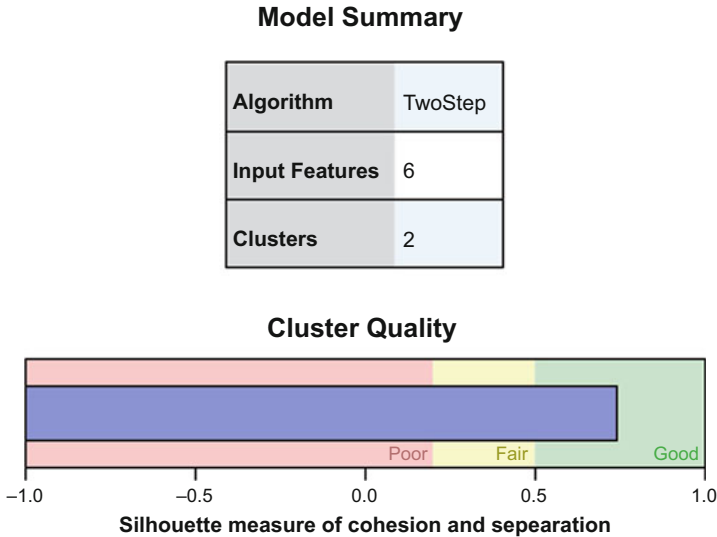 Model Summary
Algorithm TwoStep
Input Features 6
Clusters 2
Cluster Quality
Poor Fair Good
–1.0 –0.5 0.0 0.5 1.0
Silhouette measure of cohesion and sepearation